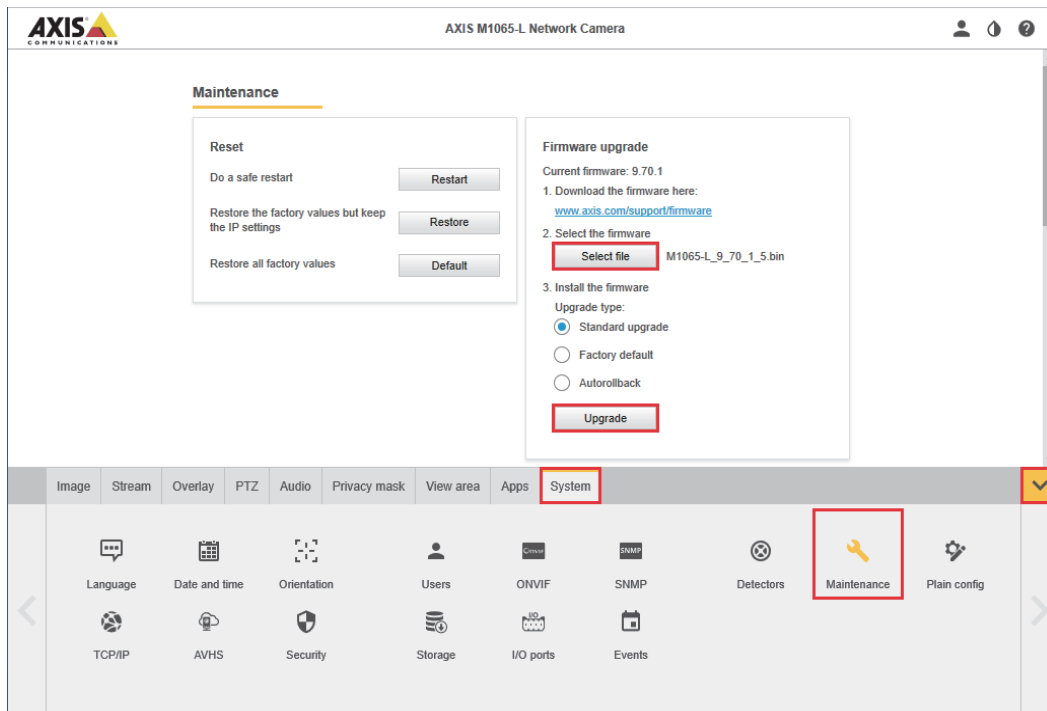 AXIS
COMMUNICATIONS
AXIS M1065-L Network Camera
Maintenance
Reset
Do a safe restart
Restart
Restore the factory values but keep
the IP settings
Restore
Restore all factory values
Default
Firmware upgrade
Current firmware: 9.70.1
1. Download the firmware here:
www.axis.com/support/firmware
2. Select the firmware
Select file M1065-L_9_70_1_5.bin
3. Install the firmware
Upgrade type:
Standard upgrade
Factory default
Autorollback
Upgrade
Image Stream Overlay PTZ Audio Privacy mask View area Apps System
Onvif SNMP
Language Date and time Orientation Users ONVIF SNMP Detectors Maintenance Plain config
I/O
TCP/IP AVHS Security Storage I/O ports Events